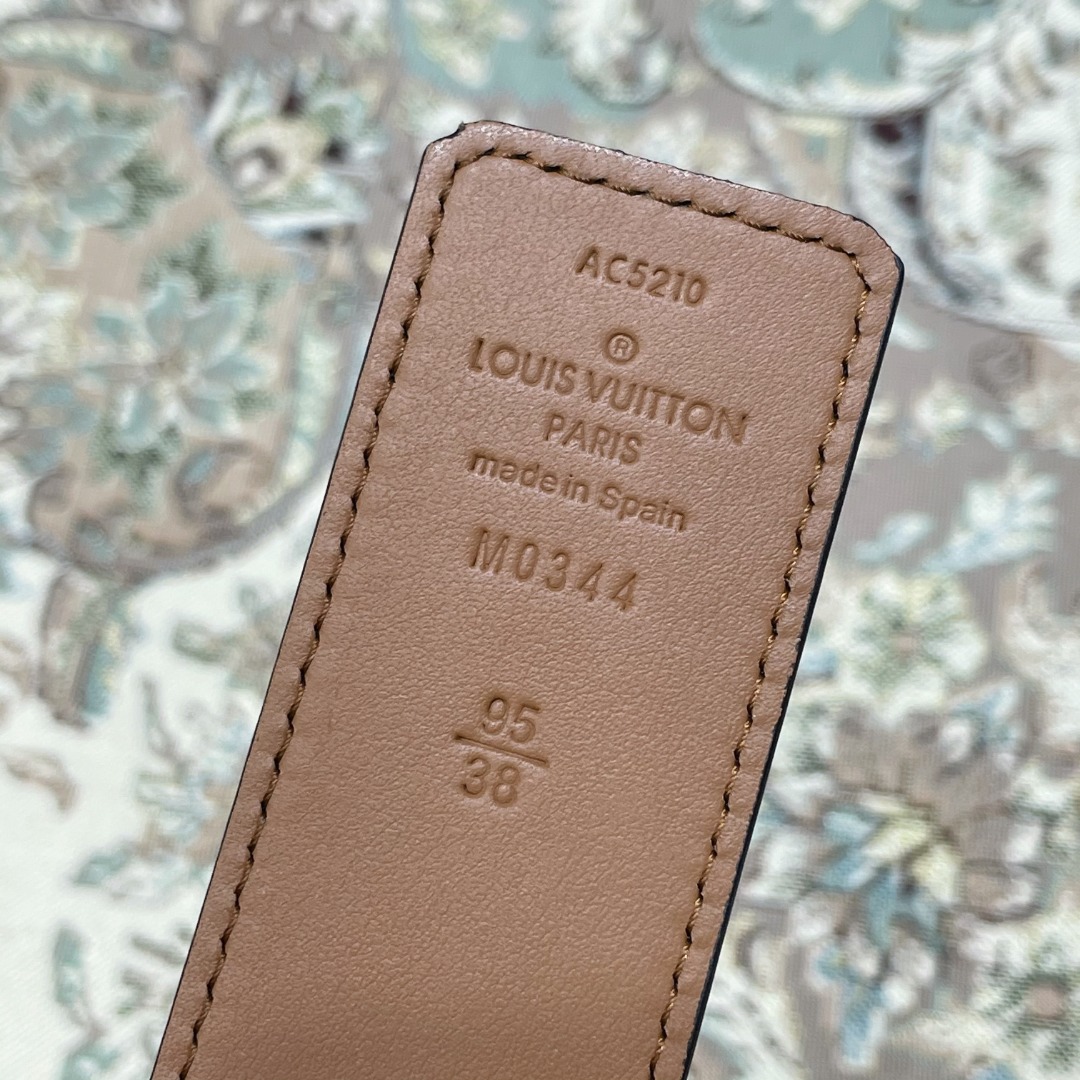 AC5210
®
LOUIS VUITTON
PARIS
made in Spain
M0344
95
38